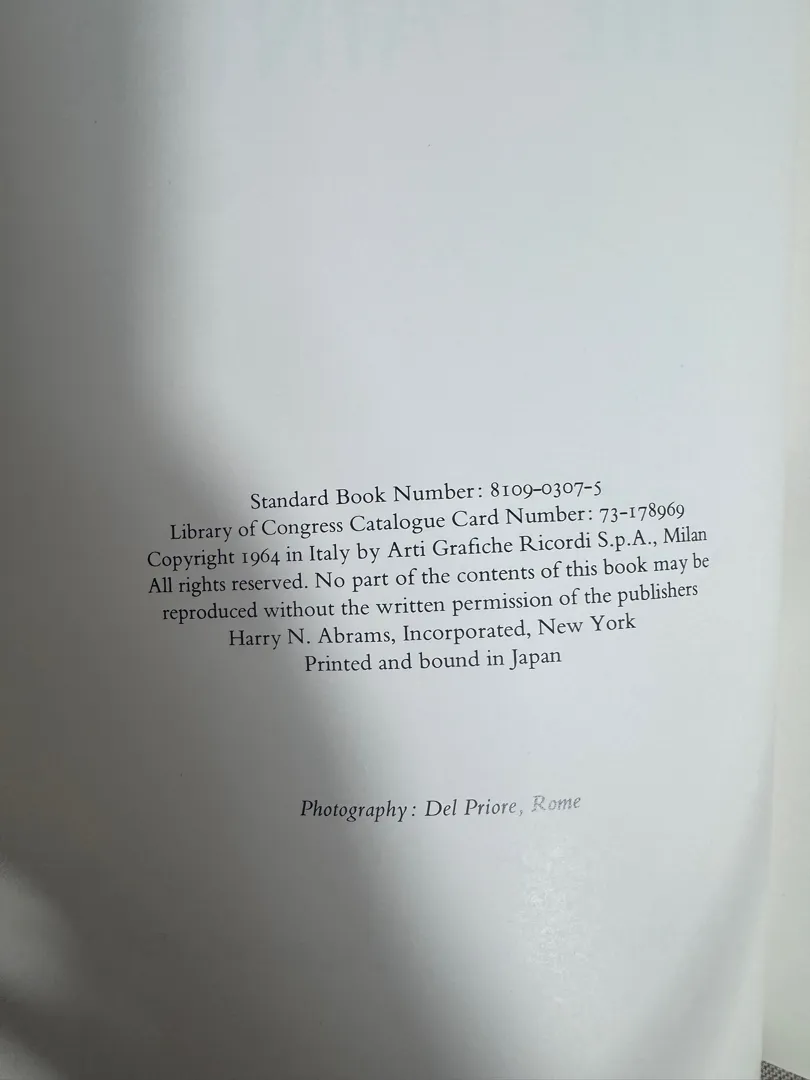 Standard Book Number: 8109-0307-5
Library of Congress Catalogue Card Number: 73-178969
Copyright 1964 in Italy by Arti Grafiche Ricordi S.p.A., Milan
All rights reserved. No part of the contents of this book may be
reproduced without the written permission of the publishers
Harry N. Abrams, Incorporated, New York
Printed and bound in Japan
Photography: Del Priore, Rome